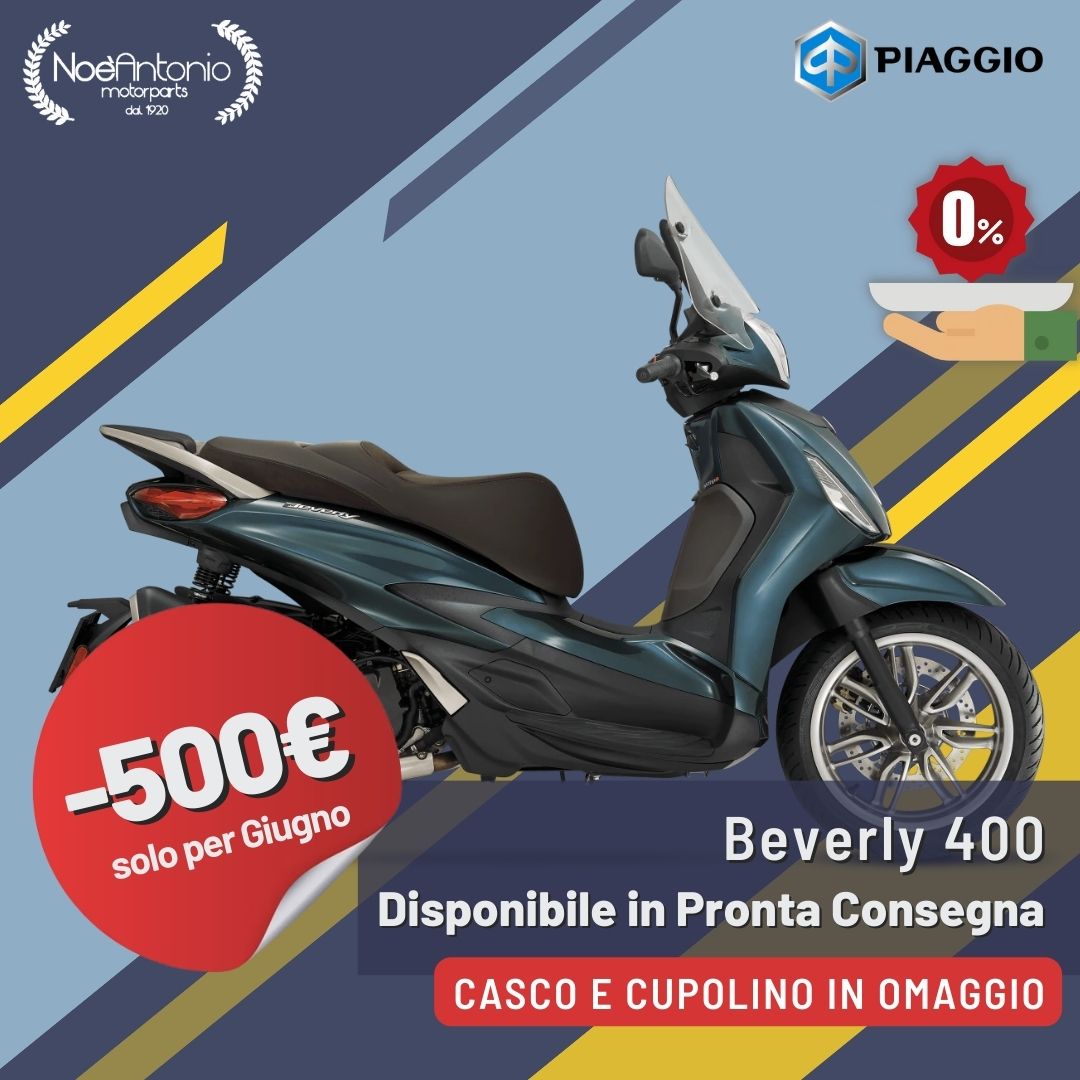 NoèAntonio
motorparts
dal 1920
PIAGGIO
0%
Beverly
-500€
solo per Giugno
Beverly 400
Disponibile in Pronta Consegna
CASCO E CUPOLINO IN OMAGGIO